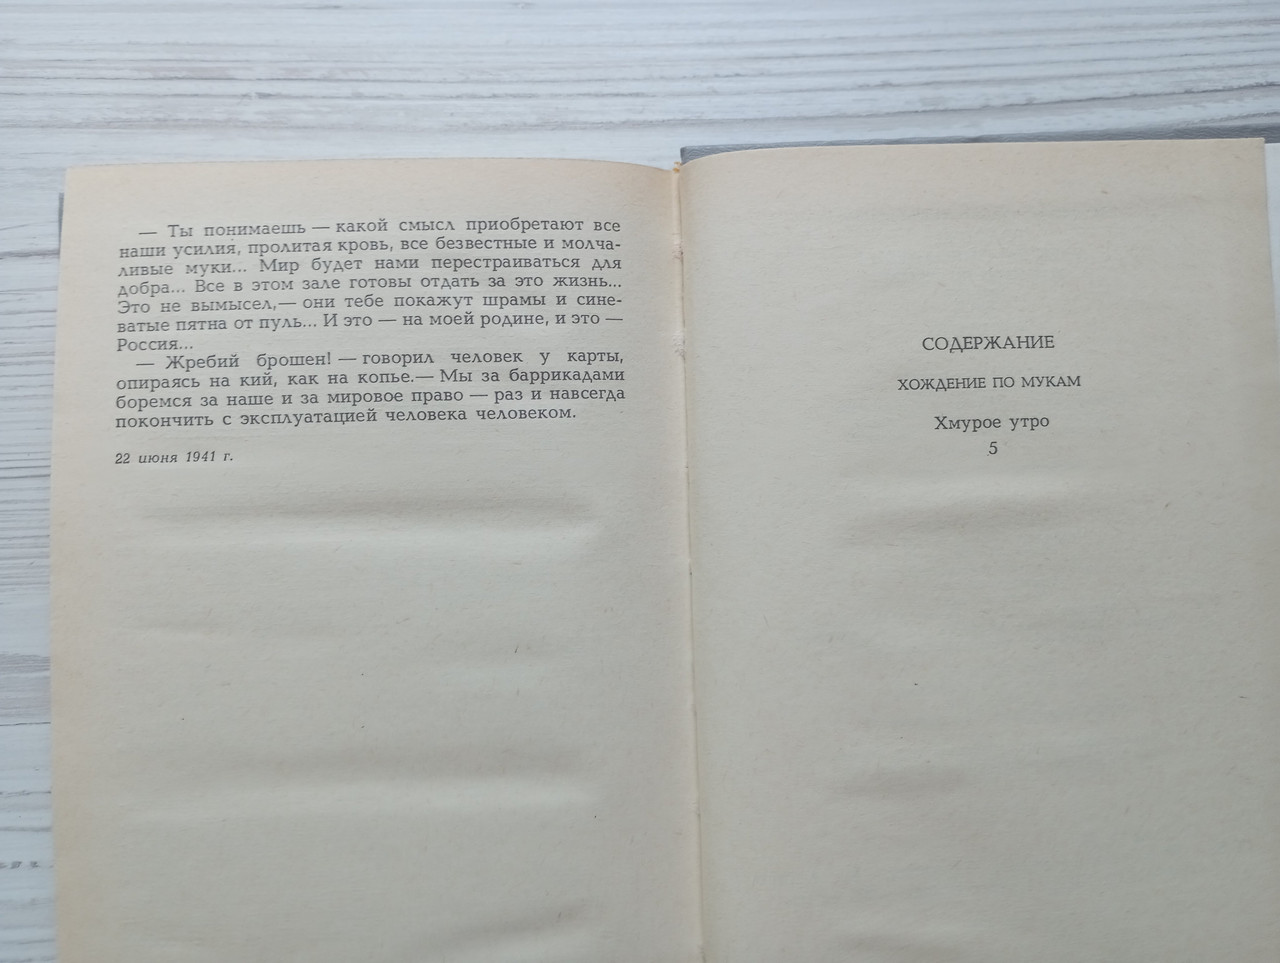 — Ты понимаешь — какой смысл приобретают все
наши усилия, пролитая кровь, все безвестные и молча-
ливые муки... Мир будет нами перестраиваться для
добра... Все в этом зале готовы отдать за это жизнь...
Это не вымысел,— они тебе покажут шрамы и сине-
ватые пятна от пуль... И это — на моей родине, и это —
Россия...
— Жребий брошен! — говорил человек у карты,
опираясь на кий, как на копье.— Мы за баррикадами
боремся за наше и за мировое право — раз и навсегда
покончить с эксплуатацией человека человеком.
22 июня 1941 г.
СОДЕРЖАНИЕ
ХОЖДЕНИЕ ПО МУКАМ
Хмурое утро
5